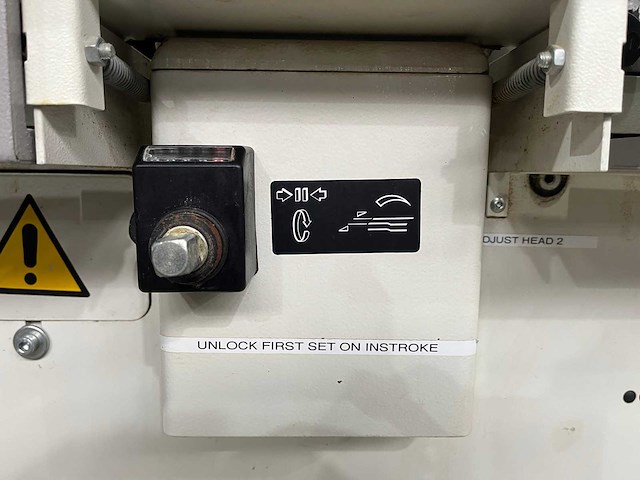 DJUST HEAD 2
UNLOCK FIRST SET ON INSTROKE